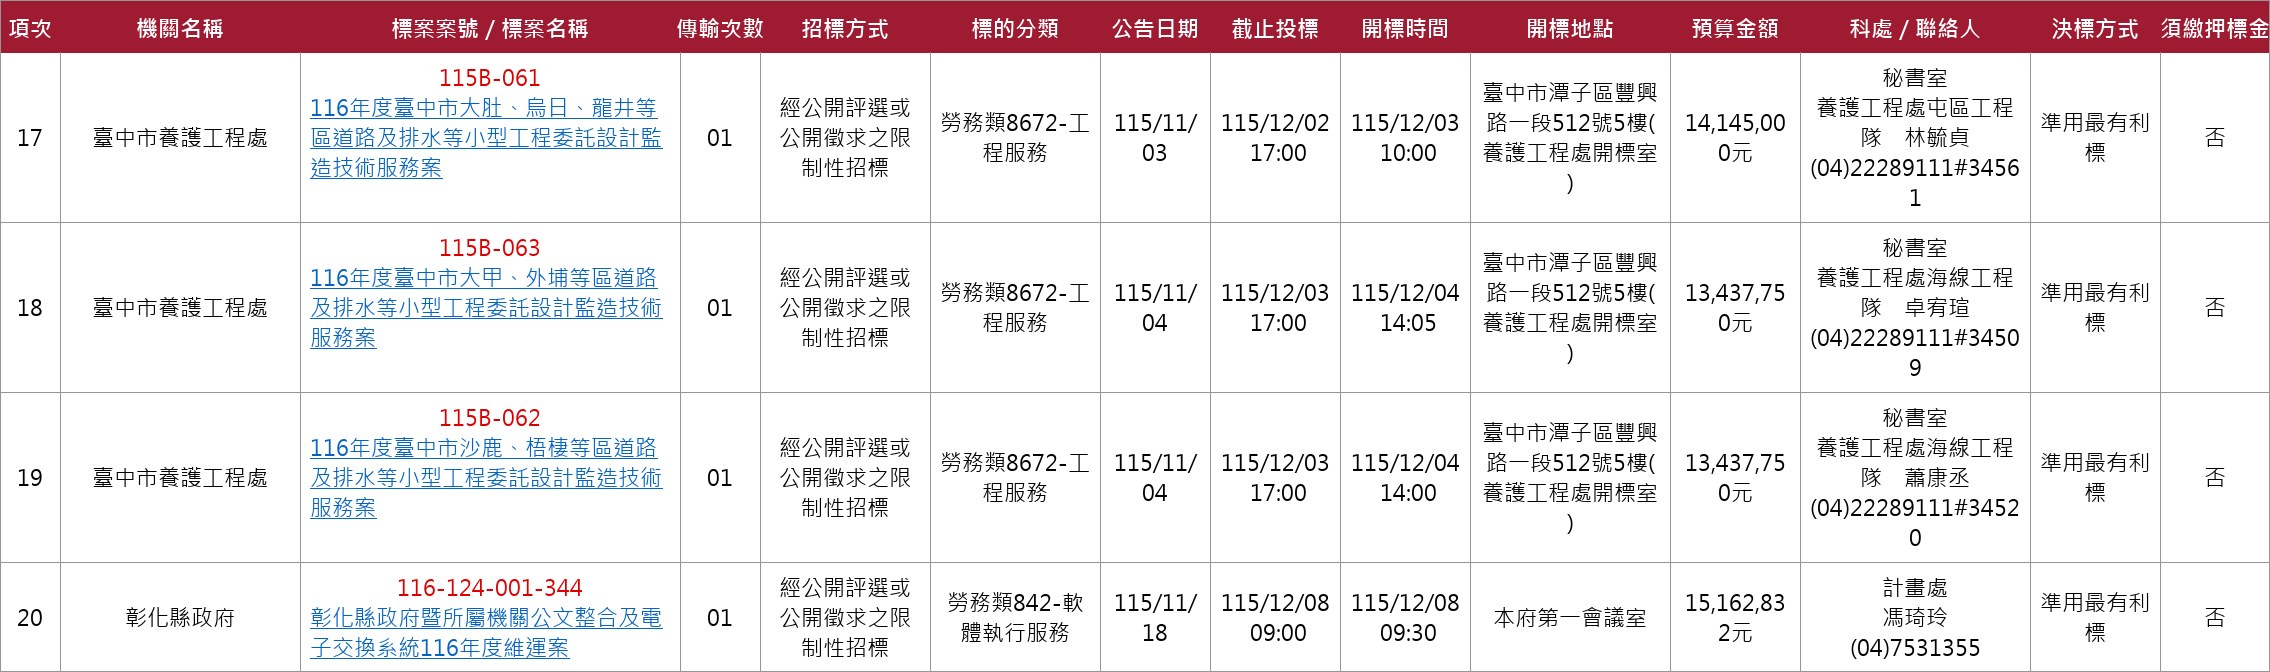 項次 機關名稱 標案案號 / 標案名稱 傳輸次數 招標方式 標的分類 公告日期 截止投標 開標時間 開標地點 預算金額 科處 / 聯絡人 決標方式 須繳押標金
17
臺中市養護工程處
115B-061
116年度臺中市大肚、烏日、龍井等
區道路及排水等小型工程委託設計監
造技術服務案
01
經公開評選或
公開徵求之限
制性招標
勞務類8672-工
程服務
115/11/
03
115/12/02
17:00
115/12/03
10:00
臺中市潭子區豐興
路一段512號5樓(
養護工程處開標室
)
14,145,00
0元
秘書室
養護工程處屯區工程
隊　林毓貞
(04)22289111#3456
1
準用最有利
標
否
18
臺中市養護工程處
115B-063
116年度臺中市大甲、外埔等區道路
及排水等小型工程委託設計監造技術
服務案
01
經公開評選或
公開徵求之限
制性招標
勞務類8672-工
程服務
115/11/
04
115/12/03
17:00
115/12/04
14:05
臺中市潭子區豐興
路一段512號5樓(
養護工程處開標室
)
13,437,75
0元
秘書室
養護工程處海線工程
隊　卓宥瑄
(04)22289111#3450
9
準用最有利
標
否
19
臺中市養護工程處
115B-062
116年度臺中市沙鹿、梧棲等區道路
及排水等小型工程委託設計監造技術
服務案
01
經公開評選或
公開徵求之限
制性招標
勞務類8672-工
程服務
115/11/
04
115/12/03
17:00
115/12/04
14:00
臺中市潭子區豐興
路一段512號5樓(
養護工程處開標室
)
13,437,75
0元
秘書室
養護工程處海線工程
隊　蕭康丞
(04)22289111#3452
0
準用最有利
標
否
20
彰化縣政府
116-124-001-344
彰化縣政府暨所屬機關公文整合及電
子交換系統116年度維運案
01
經公開評選或
公開徵求之限
制性招標
勞務類842-軟
體執行服務
115/11/
18
115/12/08
09:00
115/12/08
09:30
本府第一會議室
15,162,83
2元
計畫處
馮琦玲
(04)7531355
準用最有利
標
否